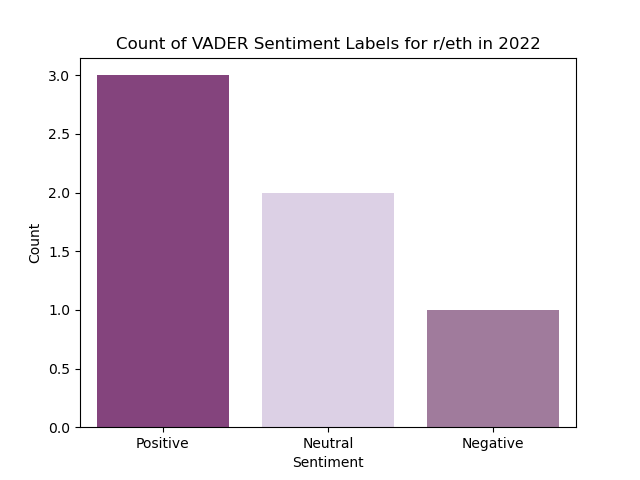 Count of VADER Sentiment Labels for r/eth in 2022
3.0
2.5
2.0
1.5
1.0
0.5
0.0
Count
Positive Neutral Negative
Sentiment